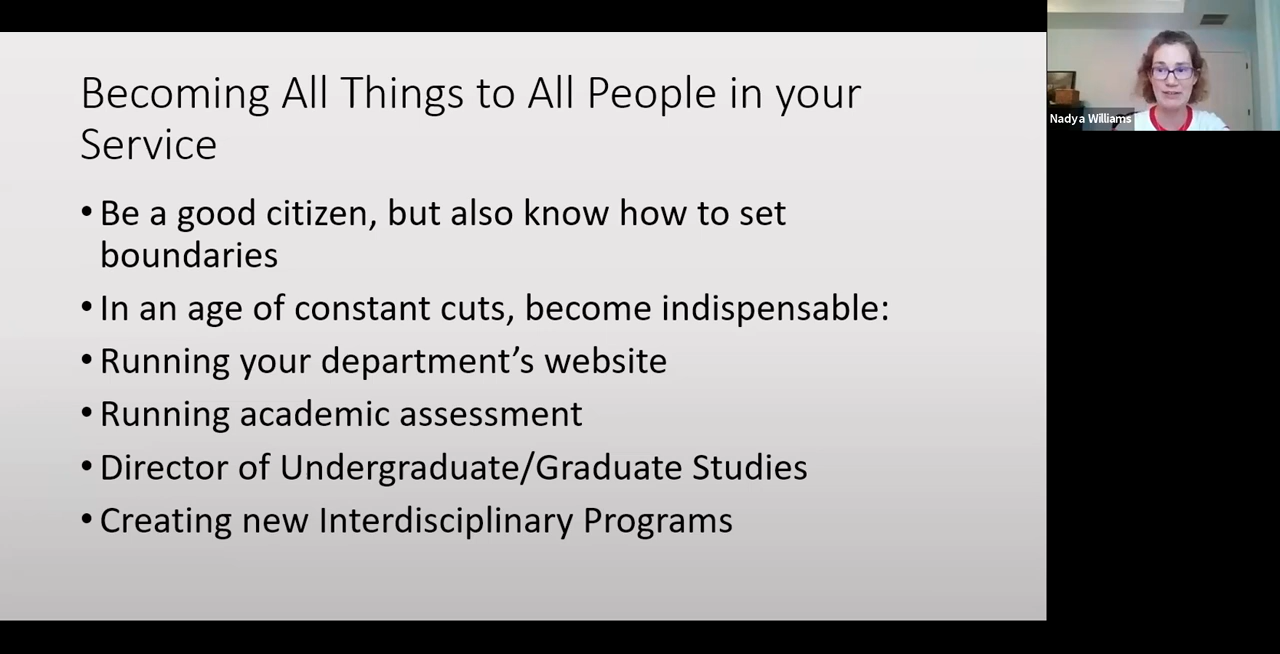 Becoming All Things to All People in your
Service
• Be a good citizen, but also know how to set
boundaries
• In an age of constant cuts, become indispensable:
• Running your department’s website
• Running academic assessment
• Director of Undergraduate/Graduate Studies
• Creating new Interdisciplinary Programs
Nadya Williams